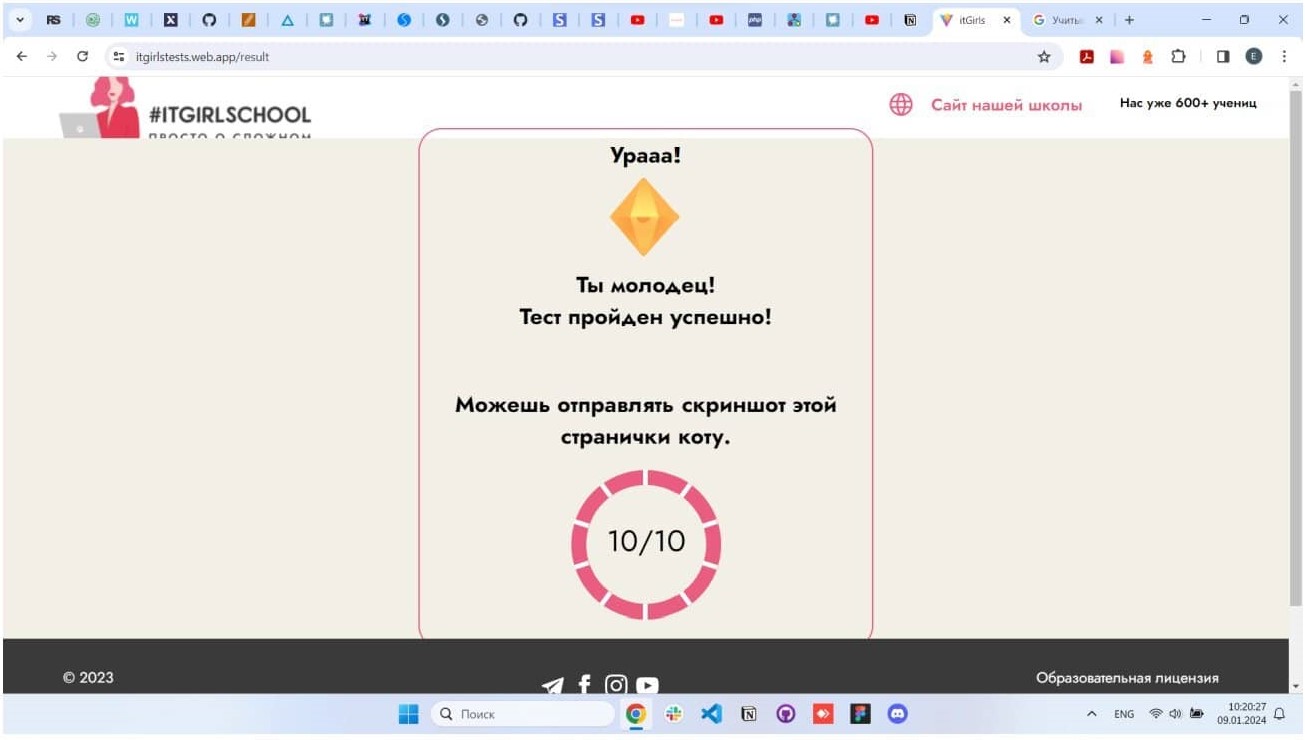 RS
itGirls
Учиты
itgirlstests.web.app/result
E
#ITGIRLSCHOOL
ПРОСТО О СЛОЖНОМ
Сайт нашей школы
Нас уже 600+ учениц
Урааа!
Ты молодец!
Тест пройден успешно!
Можешь отправлять скриншот этой
странички коту.
10/10
© 2023
Образовательная лицензия
Поиск
ENG
10:20:27
09.01.2024